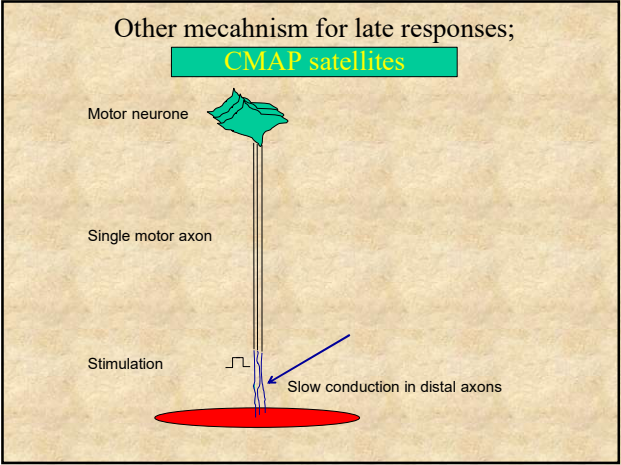 Other mecahnism for late responses;
CMAP satellites
Motor neurone
Single motor axon
Stimulation
Slow conduction in distal axons